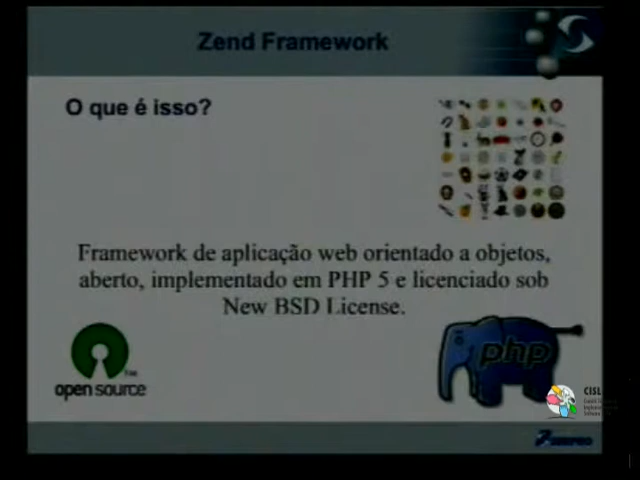 Zend Framework
O que é isso?
Framework de aplicação web orientado a objetos,
aberto, implementado em PHP 5 e licenciado sob
New BSD License.
open source
php
CISL